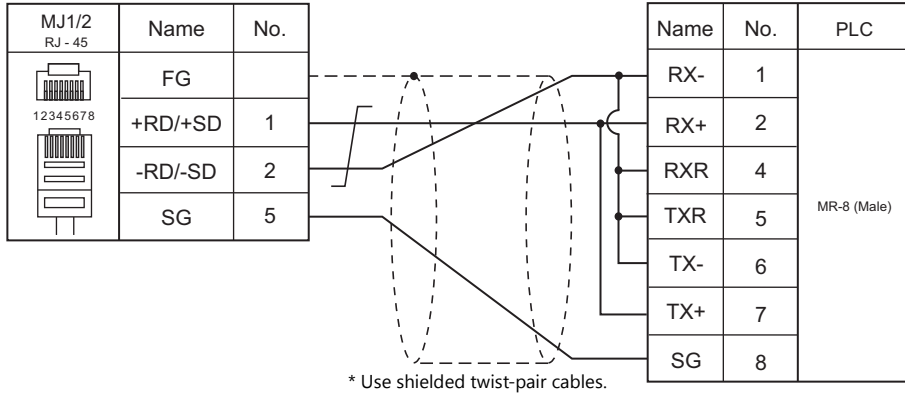 MJ1/2 Name No.
RJ - 45
FG
12345678
+RD/+SD 1
-RD/-SD 2
SG 5
Name No. PLC
RX- 1
RX+ 2
RXR 4
TXR 5
MR-8 (Male)
TX- 6
TX+ 7
SG 8
* Use shielded twist-pair cables.